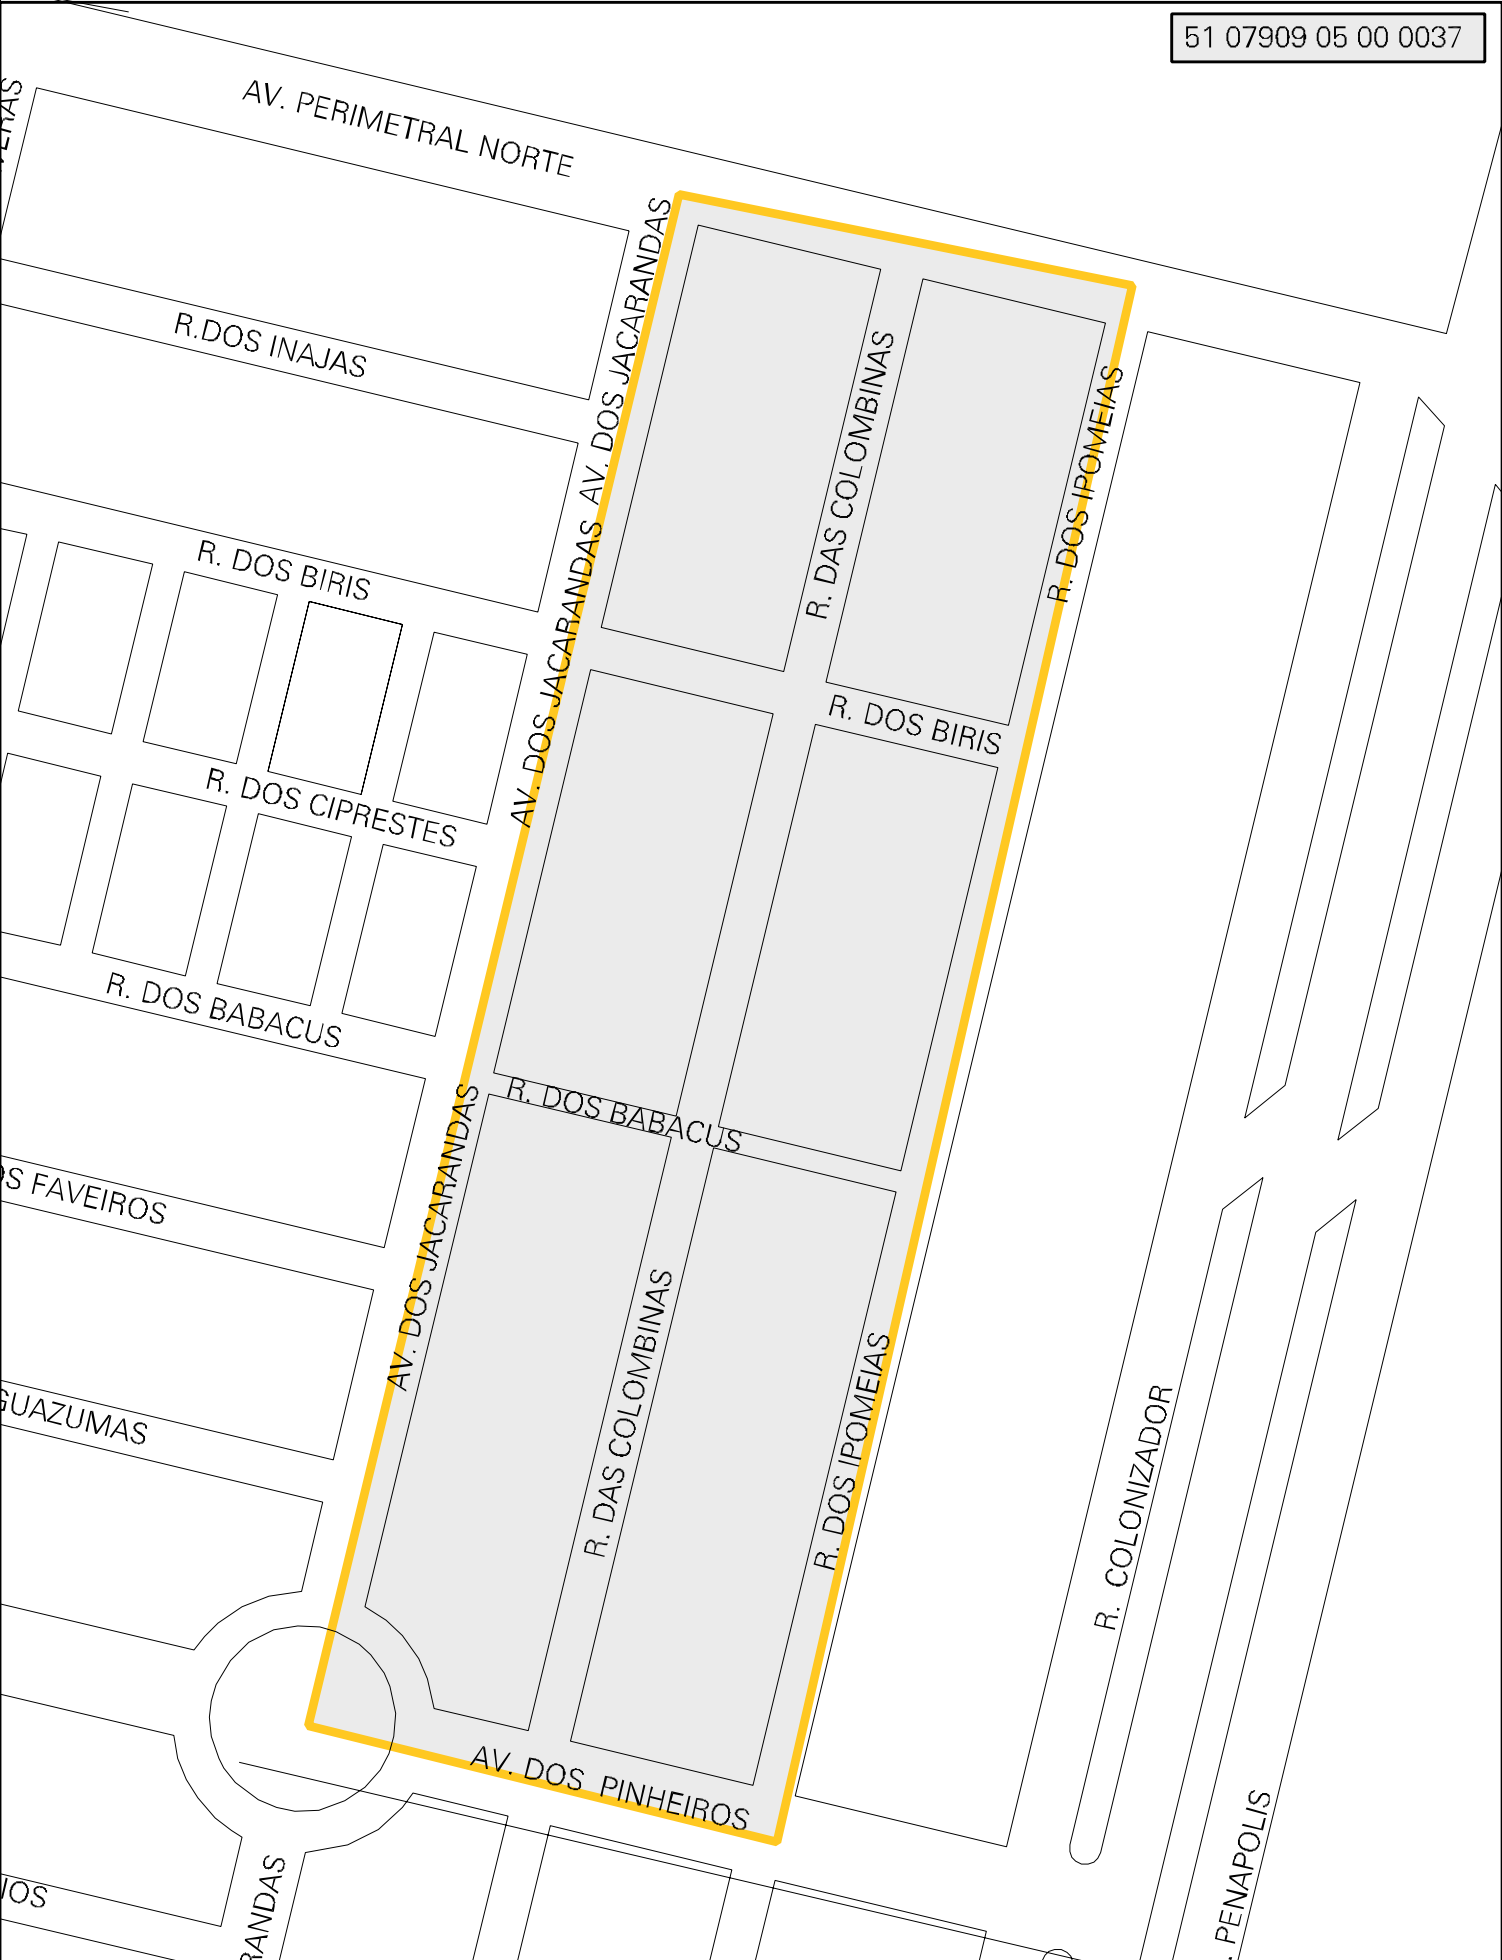 51 07909 05 00 0037
AV. PERIMETRAL NORTE
R.DOS INAJAS
AV. DOS JACARANDAS
R. DAS COLOMBINAS
R. DOS IPOMEIAS
R. DOS BIRIS
AV. DOS JACARANDAS
R. DOS BIRIS
R. DOS CIPRESTES
R. DOS BABACUS
R. DOS BABACUS
AV. DOS JACARANDAS
FAVEIROS
GUAZUMAS
R. DAS COLOMBINAS
R. DOS IPOMEIAS
R. COLONIZADOR
AV. DOS PINHEIROS
PENAPOLIS